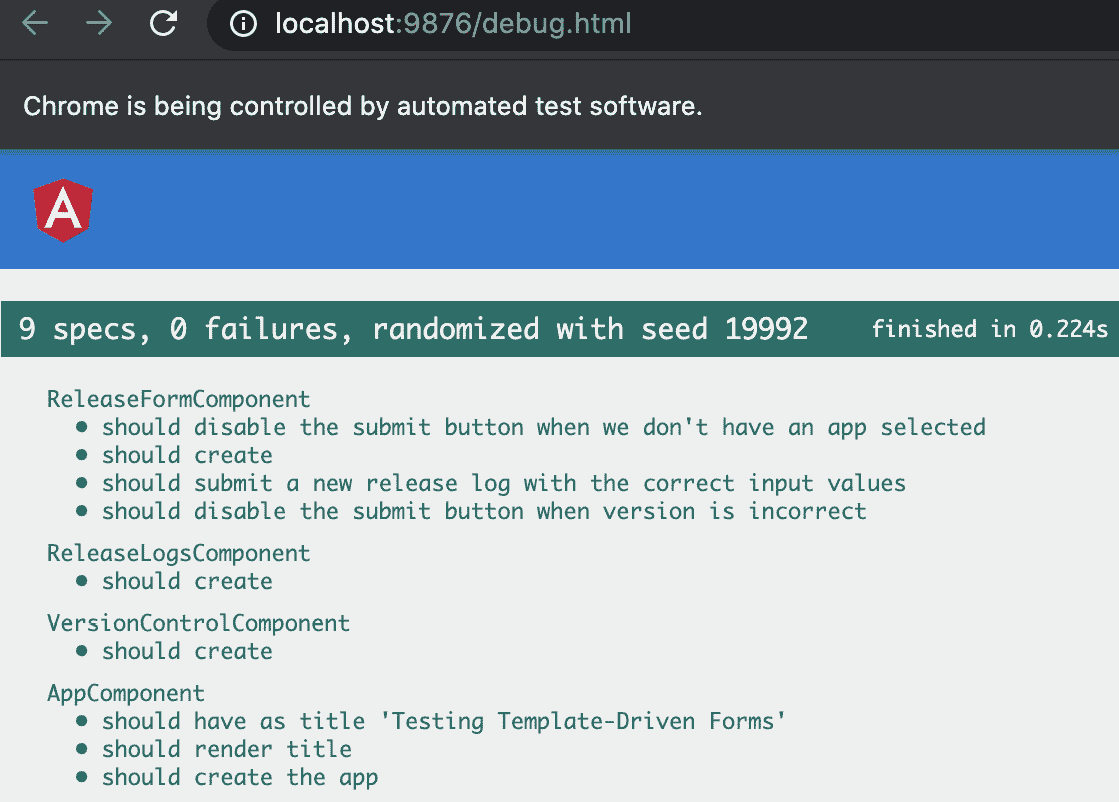 localhost:9876/debug.html
Chrome is being controlled by automated test software.
9 specs, 0 failures, randomized with seed 19992 finished in 0.224s
ReleaseFormComponent
• should disable the submit button when we don't have an app selected
• should create
• should submit a new release log with the correct input values
• should disable the submit button when version is incorrect
ReleaseLogsComponent
• should create
VersionControlComponent
• should create
AppComponent
• should have as title 'Testing Template-Driven Forms'
• should render title
• should create the app